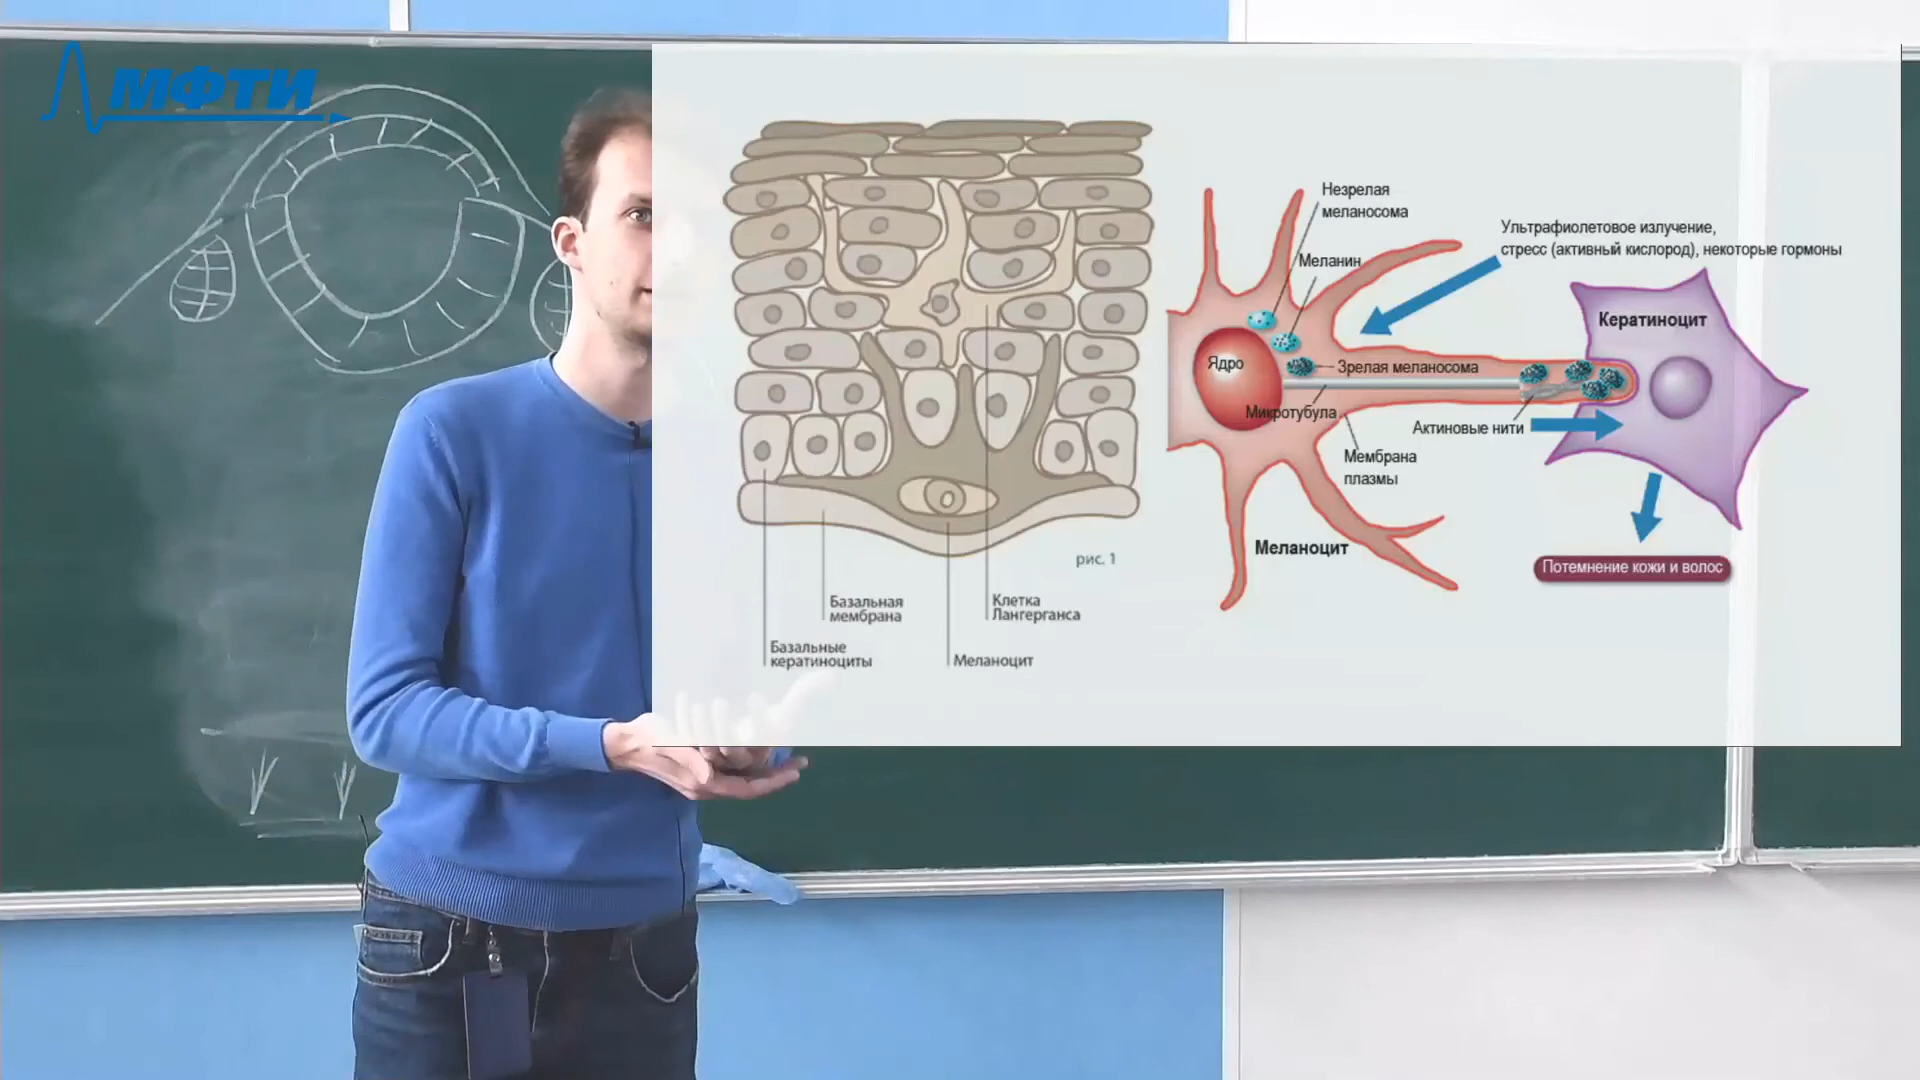 МФТИ
рис. 1
Базальная
мембрана
Клетка
Лангерганса
Базальные
кератиноциты
Меланоцит
Незрелая
меланосома
Меланин
Ультрафиолетовое излучение,
стресс (активный кислород), некоторые гормоны
Кератиноцит
Ядро
Зрелая меланосома
Микротубула
Актиновые нити
Мембрана
плазмы
Меланоцит
Потемнение кожи и волос